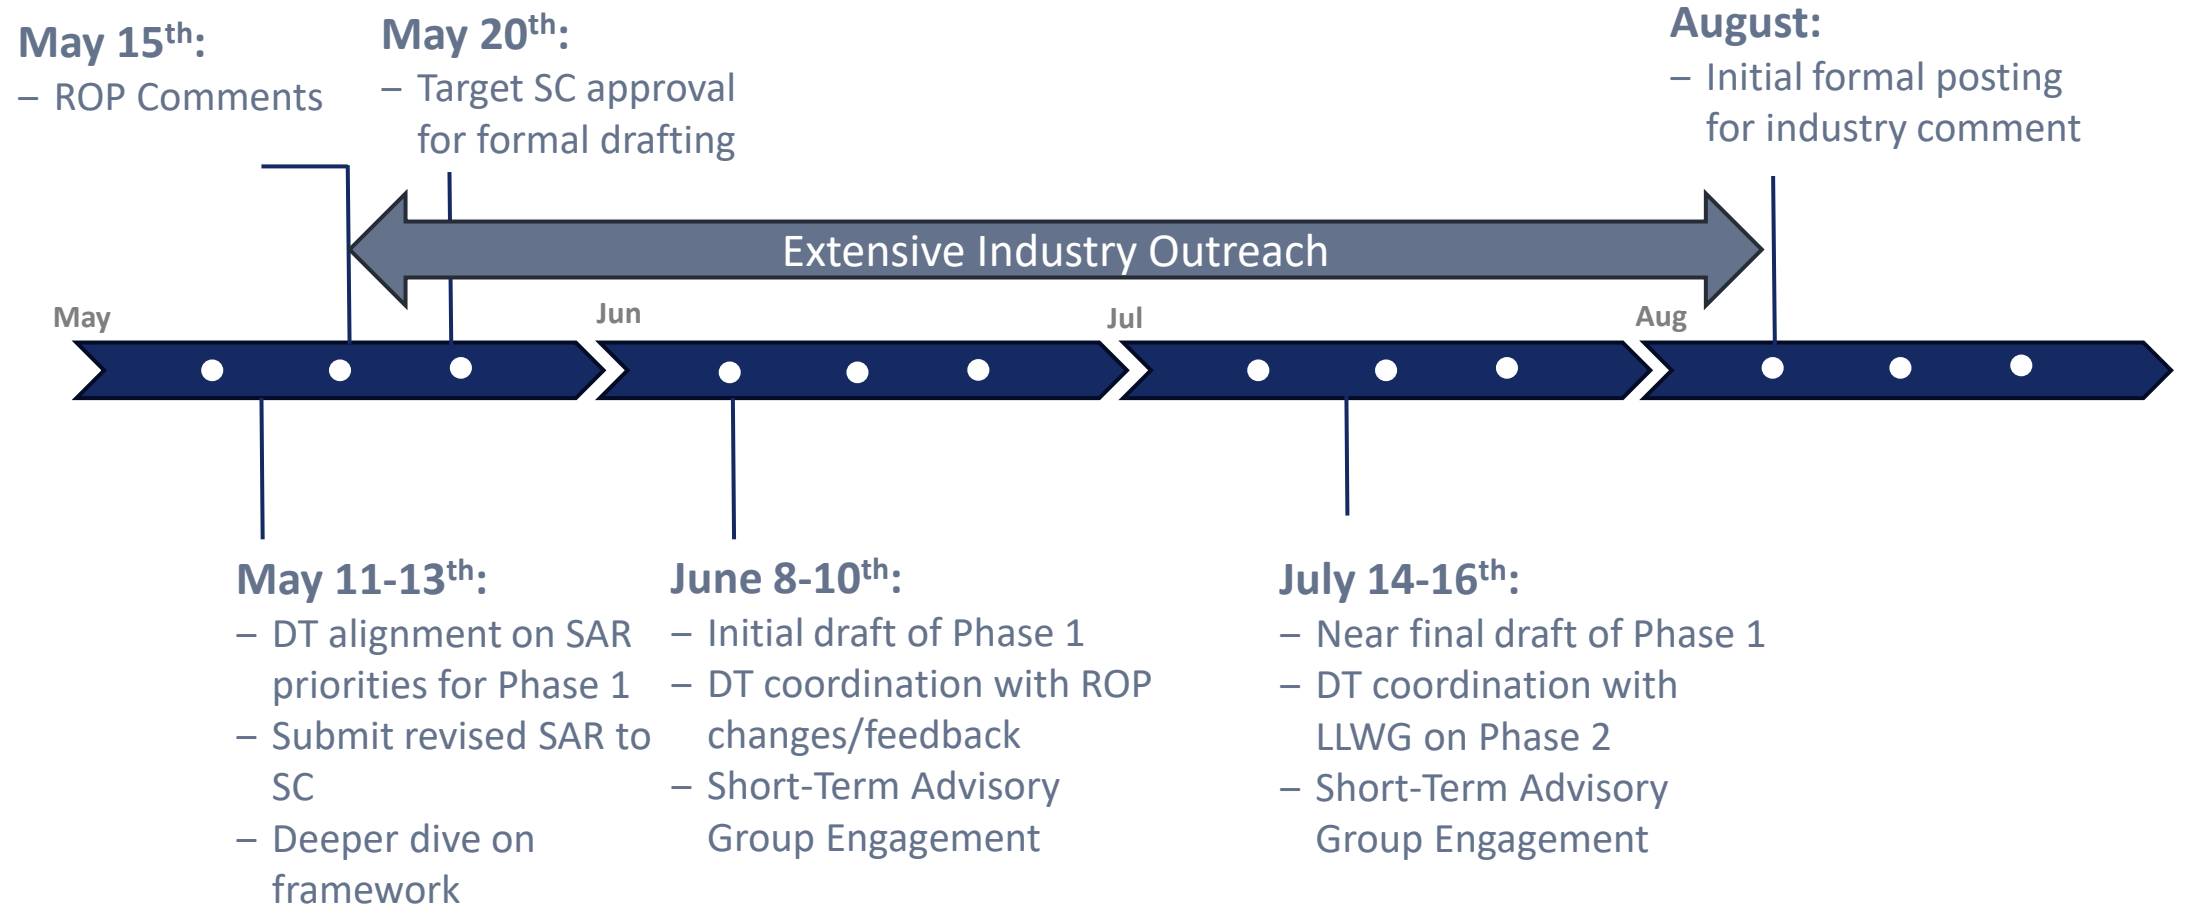 May 15th:
– ROP Comments
May 20th:
– Target SC approval
for formal drafting
August:
– Initial formal posting
for industry comment
Extensive Industry Outreach
May
Jun
Jul
Aug
May 11-13th:
– DT alignment on SAR
priorities for Phase 1
– Submit revised SAR to
SC
– Deeper dive on
framework
June 8-10th:
– Initial draft of Phase 1
– DT coordination with ROP
changes/feedback
– Short-Term Advisory
Group Engagement
July 14-16th:
– Near final draft of Phase 1
– DT coordination with
LLWG on Phase 2
– Short-Term Advisory
Group Engagement